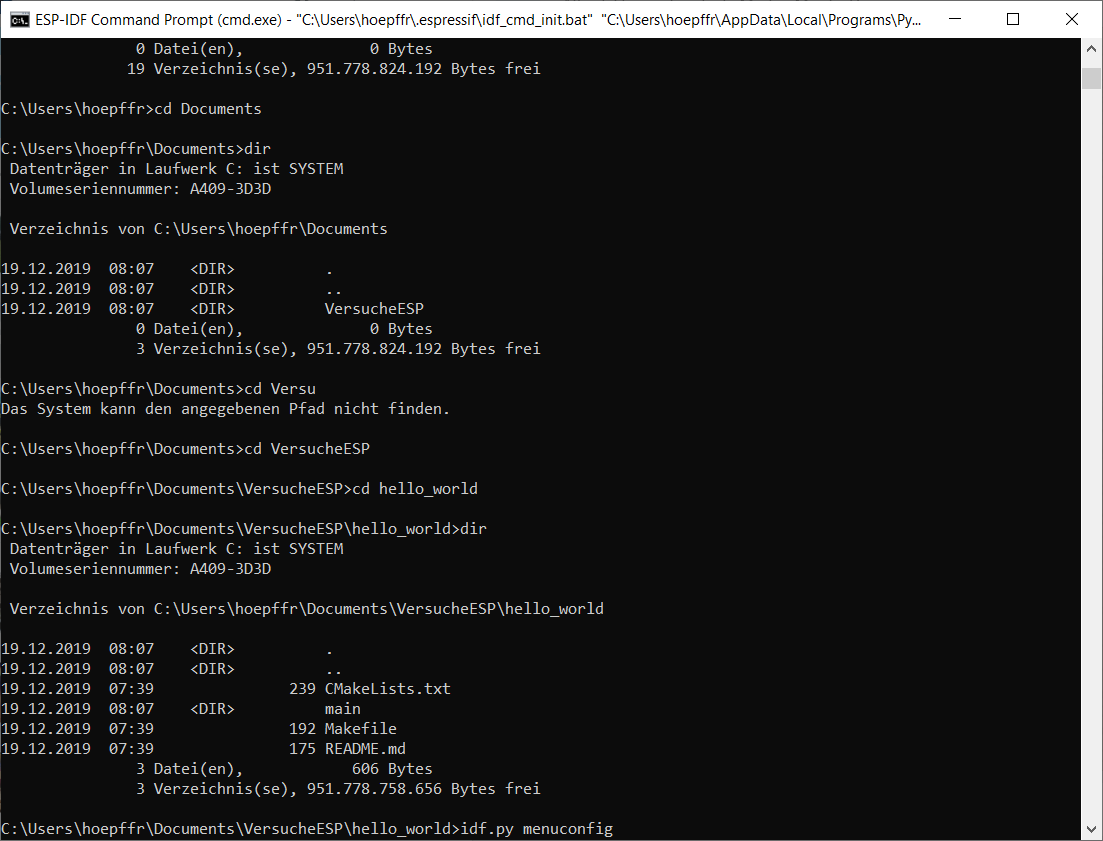 ESP-IDF Command Prompt (cmd.exe) - "C:\Users\hoepffr\.espressif\idf_cmd_init.bat" "C:\Users\hoepffr\AppData\Local\Programs\Py...
0 Datei(en), 0 Bytes
19 Verzeichnis(se), 951.778.824.192 Bytes frei
C:\Users\hoepffr>cd Documents
C:\Users\hoepffr\Documents>dir
Datenträger in Laufwerk C: ist SYSTEM
Volumeseriennummer: A409-3D3D
Verzeichnis von C:\Users\hoepffr\Documents
19.12.2019 08:07 <DIR> .
19.12.2019 08:07 <DIR> ..
19.12.2019 08:07 <DIR> VersucheESP
0 Datei(en), 0 Bytes
3 Verzeichnis(se), 951.778.824.192 Bytes frei
C:\Users\hoepffr\Documents>cd Versu
Das System kann den angegebenen Pfad nicht finden.
C:\Users\hoepffr\Documents>cd VersucheESP
C:\Users\hoepffr\Documents\VersucheESP>cd hello_world
C:\Users\hoepffr\Documents\VersucheESP\hello_world>dir
Datenträger in Laufwerk C: ist SYSTEM
Volumeseriennummer: A409-3D3D
Verzeichnis von C:\Users\hoepffr\Documents\VersucheESP\hello_world
19.12.2019 08:07 <DIR> .
19.12.2019 08:07 <DIR> ..
19.12.2019 07:39 239 CMakeLists.txt
19.12.2019 08:07 <DIR> main
19.12.2019 07:39 192 Makefile
19.12.2019 07:39 175 README.md
3 Datei(en), 606 Bytes
3 Verzeichnis(se), 951.778.758.656 Bytes frei
C:\Users\hoepffr\Documents\VersucheESP\hello_world>idf.py menuconfig